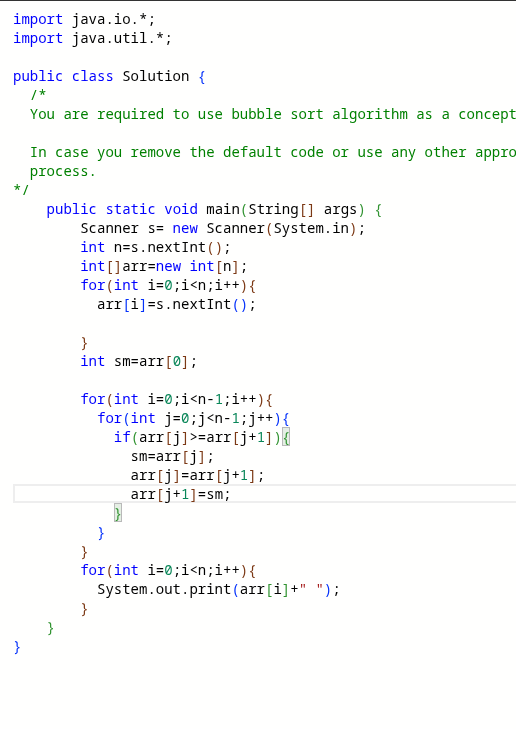 import java.io.*;
import java.util.*;
public class Solution {
/*
You are required to use bubble sort algorithm as a concept
In case you remove the default code or use any other appro
process.
*/
public static void main(String[] args) {
Scanner s= new Scanner(System.in);
int n=s.nextInt();
int[]arr=new int[n];
for(int i=0;i<n;i++){
arr[i]=s.nextInt();
}
int sm=arr[0];
for(int i=0;i<n-1;i++){
for(int j=0;j<n-1;j++){
if(arr[j]>=arr[j+1]){
sm=arr[j];
arr[j]=arr[j+1];
arr[j+1]=sm;
}
}
}
for(int i=0;i<n;i++){
System.out.print(arr[i]+" ");
}
}
}